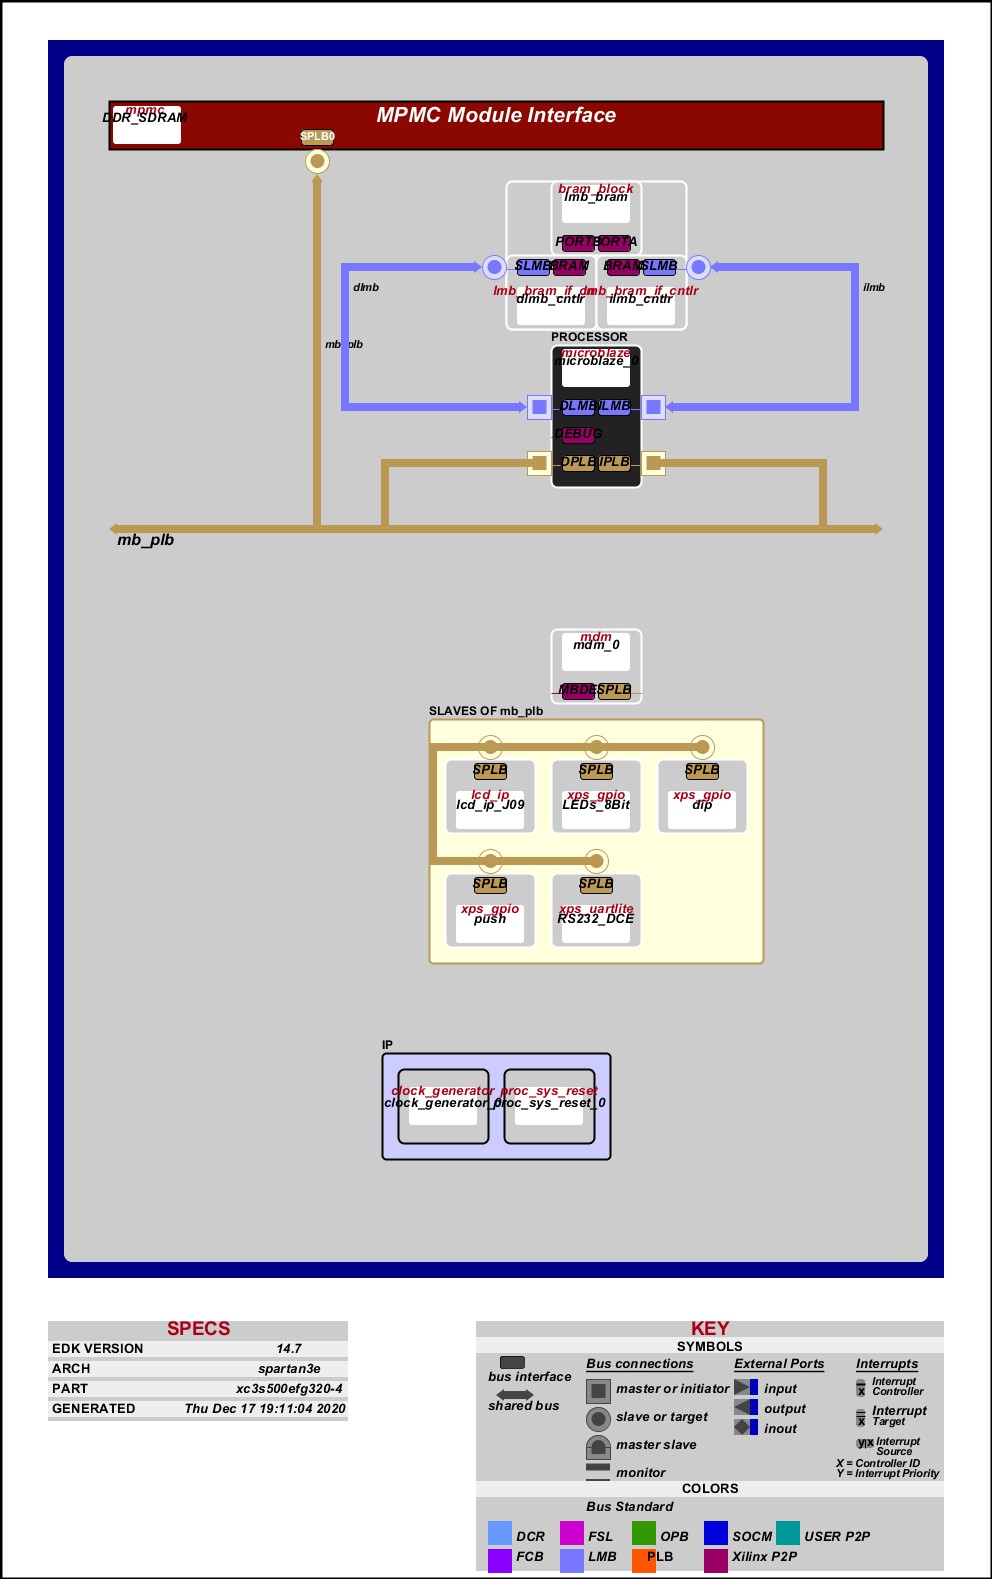 mpmc
DDR_SDRAM
MPMC Module Interface
SPLB0
bram_block
lmb_bram
PORTB PORTA
SLMB BRAM BRAM SLMB
dlmb
lmb_bram_if_cntlr lmb_bram_if_cntlr
ilmb
dlmb_cntlr ilmb_cntlr
PROCESSOR
mb_plb
microblaze
microblaze_0
DLMB ILMB
DEBUG
DPLB IPLB
mb_plb
mdm
mdm_0
SPLB
SLAVES OF mb_plb
SPLB SPLB SPLB
lcd_ip xps_gpio xps_gpio
lcd_ip_J09 LEDs_8Bit dip
SPLB SPLB
xps_gpio xps_uartlite
push RS232_DCE
IP
clock_generator proc_sys_reset
clock_generator_0 proc_sys_reset_0
SPECS
EDK VERSION 14.7
ARCH spartan3e
PART xc3s500efg320-4
GENERATED Thu Dec 17 19:11:04 2020
KEY
SYMBOLS
bus interface
shared bus
Bus connections
master or initiator
slave or target
master slave
monitor
External Ports
input
output
inout
Interrupts
x Interrupt
Controller
x Interrupt
Target
y|x Interrupt
Source
X = Controller ID
Y = Interrupt Priority
COLORS
Bus Standard
DCR FSL OPB SOCM USER P2P
FCB LMB PLB Xilinx P2P